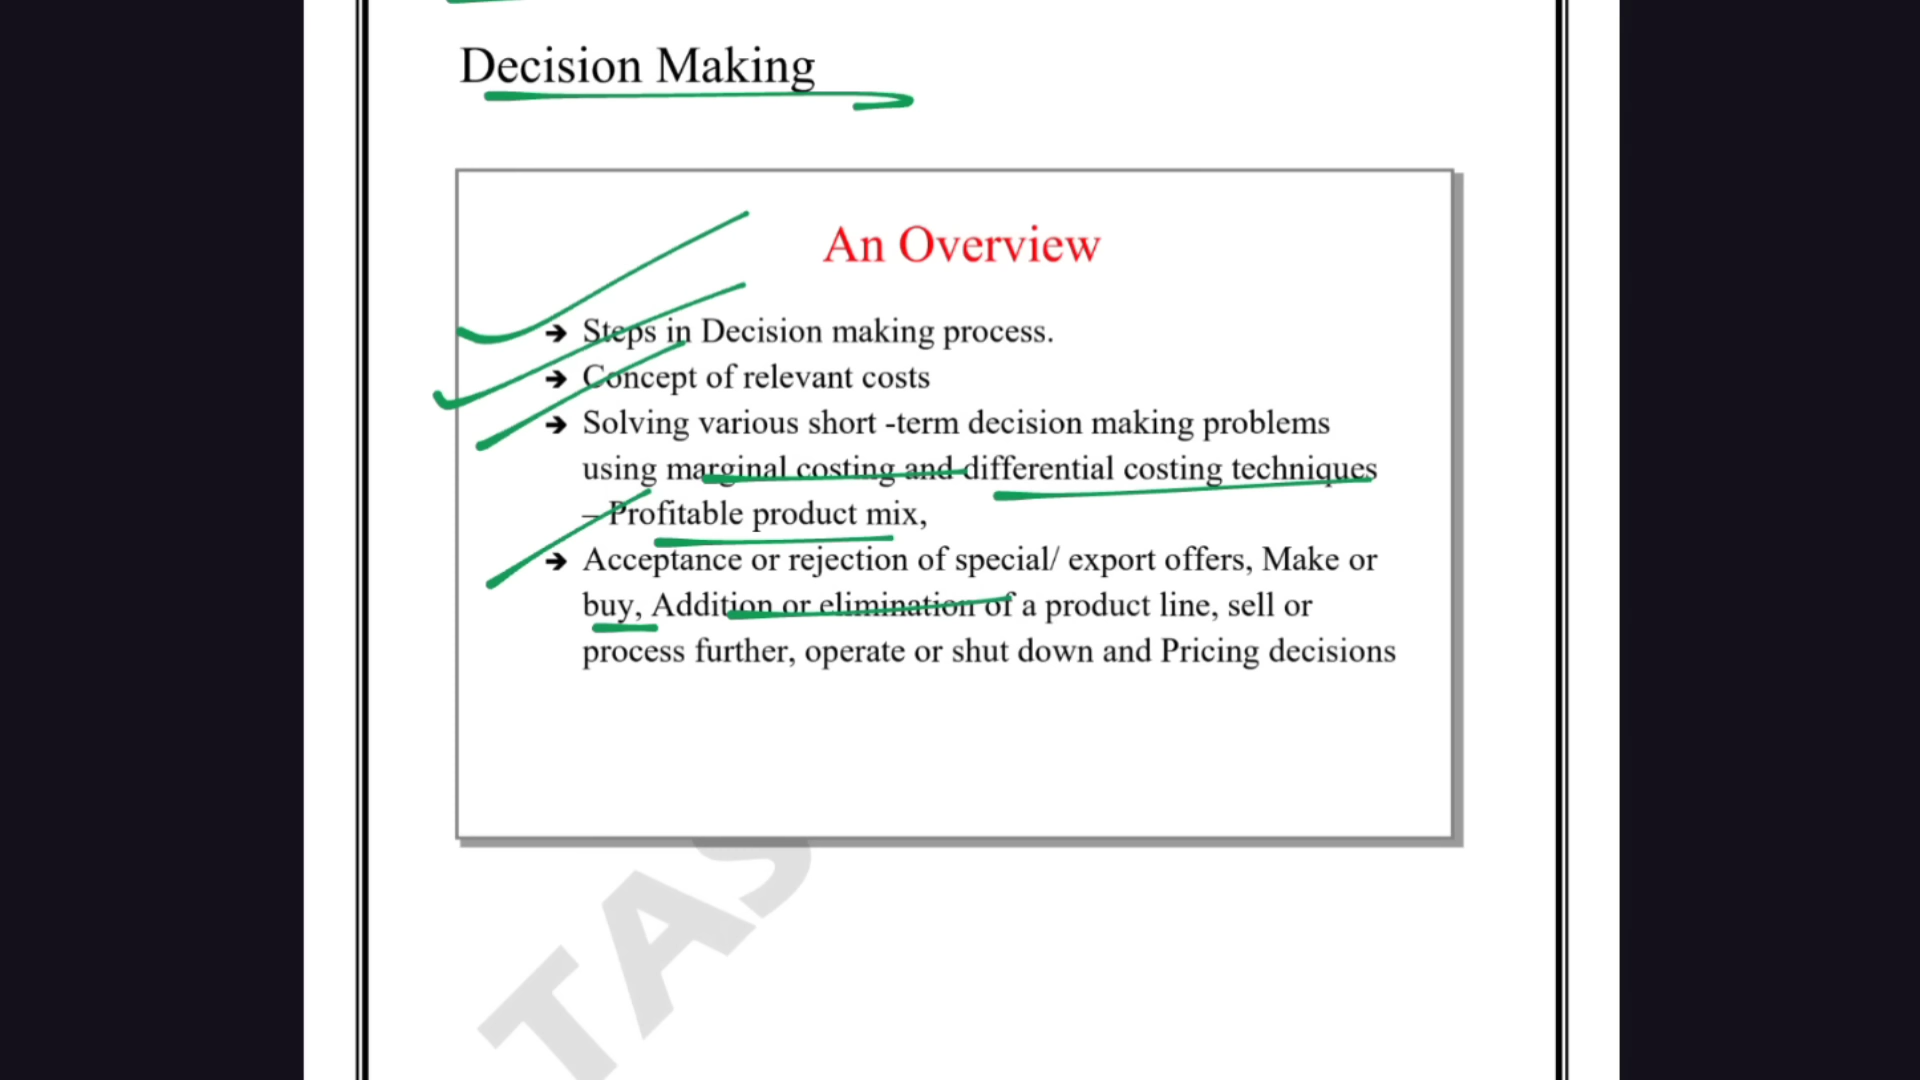 Decision Making
An Overview
➔ Steps in Decision making process.
➔ Concept of relevant costs
➔ Solving various short -term decision making problems
using marginal costing and differential costing techniques
– Profitable product mix,
➔ Acceptance or rejection of special/ export offers, Make or
buy, Addition or elimination of a product line, sell or
process further, operate or shut down and Pricing decisions
TAS